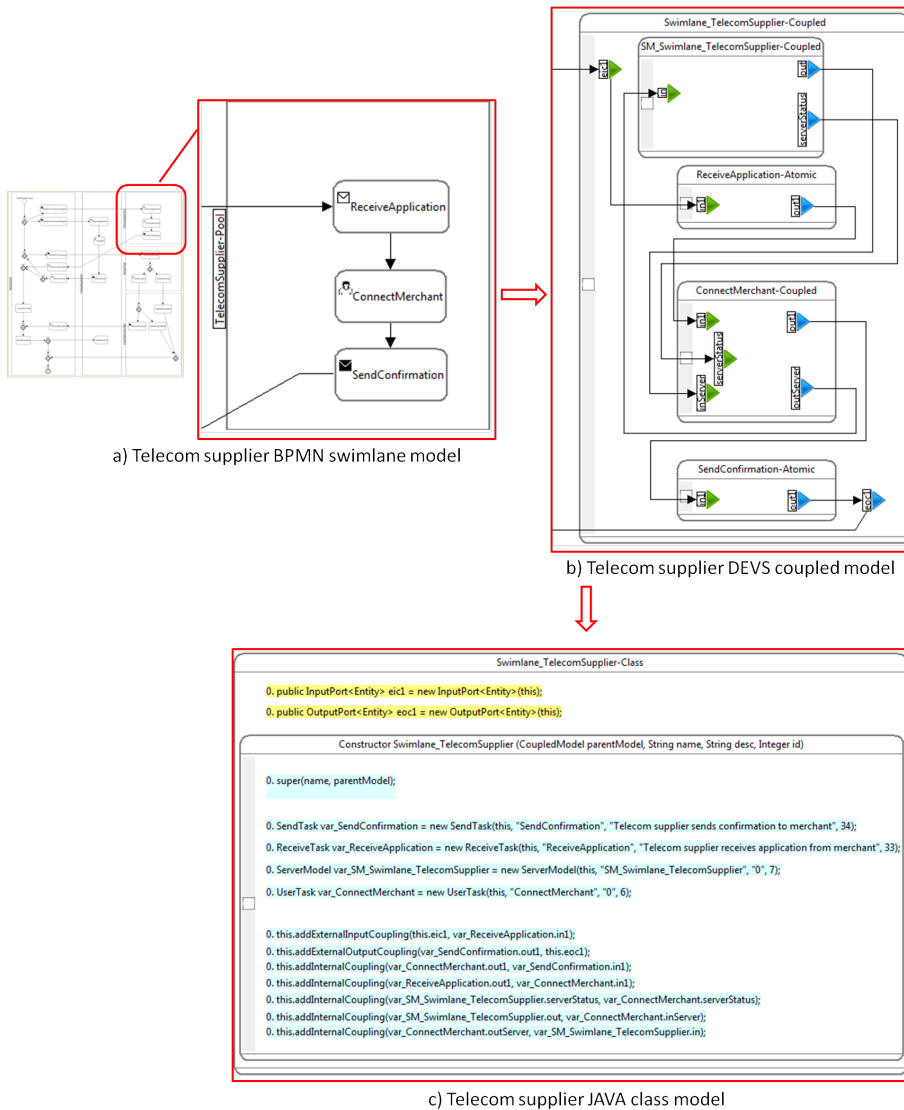 TelecomSupplier-Pool
ReceiveApplication
ConnectMerchant
SendConfirmation
a) Telecom supplier BPMN swimlane model
Swimlane_TelecomSupplier-Coupled
SM_Swimlane_TelecomSupplier-Coupled
eic1
in
out
serverStatus
ReceiveApplication-Atomic
in1
out1
ConnectMerchant-Coupled
in1
out1
serverStatus
inServer
outServer
SendConfirmation-Atomic
in1
out1
eoc1
b) Telecom supplier DEVS coupled model
Swimlane_TelecomSupplier-Class
0. public InputPort<Entity> eic1 = new InputPort<Entity>(this);
0. public OutputPort<Entity> eoc1 = new OutputPort<Entity>(this);
Constructor Swimlane_TelecomSupplier (CoupledModel parentModel, String name, String desc, Integer id)
0. super(name, parentModel);
0. SendTask var_SendConfirmation = new SendTask(this, "SendConfirmation", "Telecom supplier sends confirmation to merchant", 34);
0. ReceiveTask var_ReceiveApplication = new ReceiveTask(this, "ReceiveApplication", "Telecom supplier receives application from merchant", 33);
0. ServerModel var_SM_Swimlane_TelecomSupplier = new ServerModel(this, "SM_Swimlane_TelecomSupplier", "0", 7);
0. UserTask var_ConnectMerchant = new UserTask(this, "ConnectMerchant", "0", 6);
0. this.addExternalInputCoupling(this.eic1, var_ReceiveApplication.in1);
0. this.addExternalOutputCoupling(var_SendConfirmation.out1, this.eoc1);
0. this.addInternalCoupling(var_ConnectMerchant.out1, var_SendConfirmation.in1);
0. this.addInternalCoupling(var_ReceiveApplication.out1, var_ConnectMerchant.in1);
0. this.addInternalCoupling(var_SM_Swimlane_TelecomSupplier.serverStatus, var_ConnectMerchant.serverStatus);
0. this.addInternalCoupling(var_SM_Swimlane_TelecomSupplier.out, var_ConnectMerchant.inServer);
0. this.addInternalCoupling(var_ConnectMerchant.outServer, var_SM_Swimlane_TelecomSupplier.in);
c) Telecom supplier JAVA class model